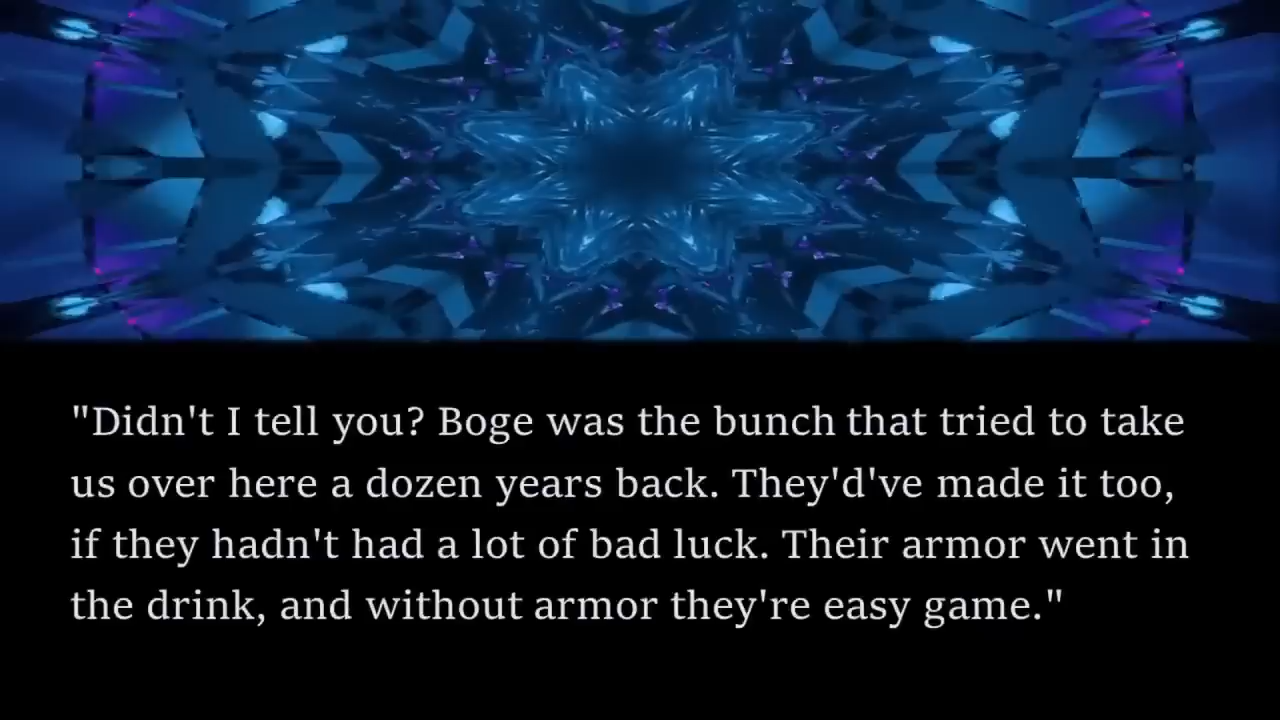 "Didn't I tell you? Boge was the bunch that tried to take
us over here a dozen years back. They'd've made it too,
if they hadn't had a lot of bad luck. Their armor went in
the drink, and without armor they're easy game."